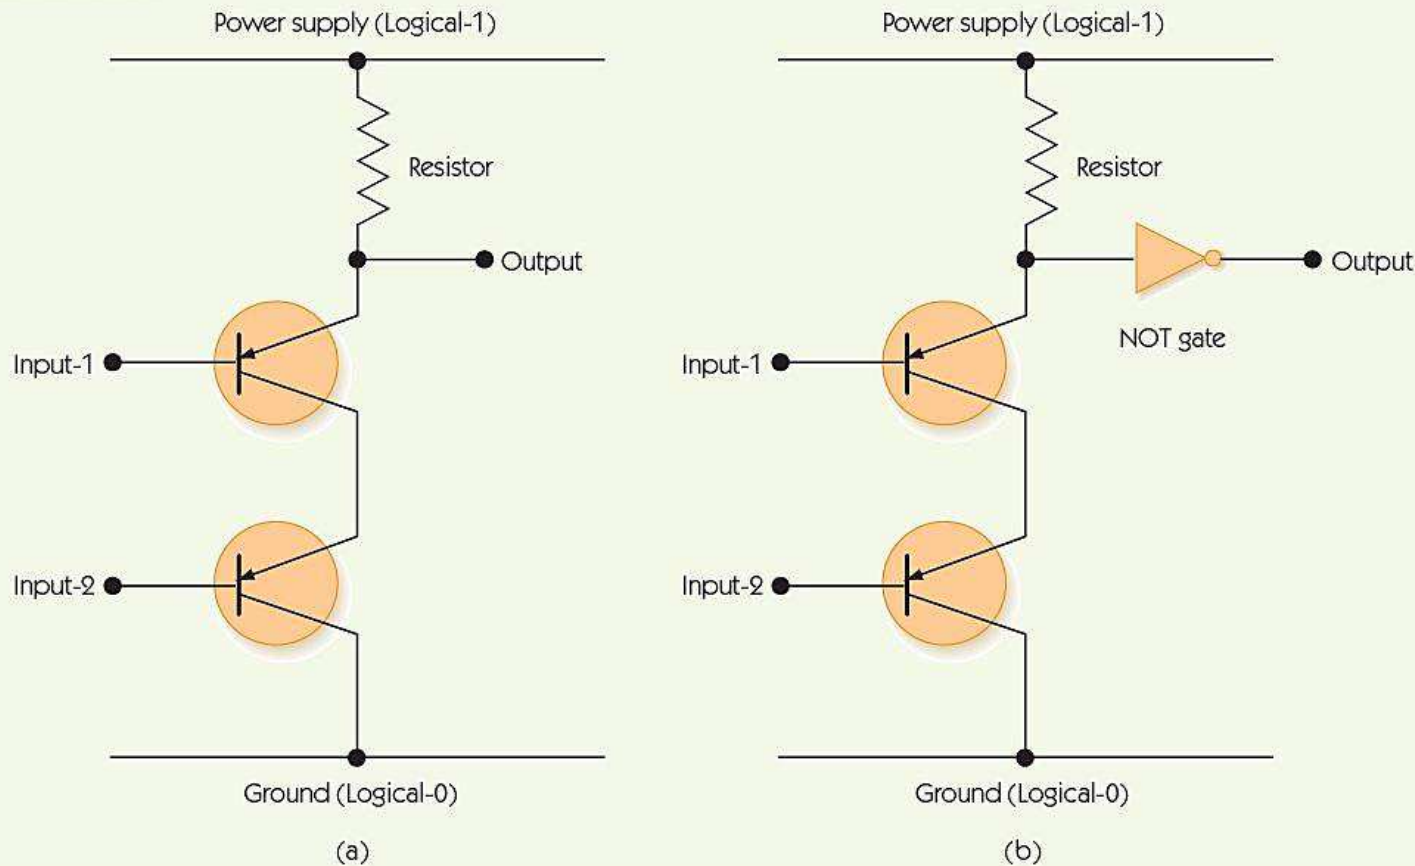 Power supply (Logical-1)
Resistor
Output
Input-1
Input-2
Ground (Logical-0)
(a)
Power supply (Logical-1)
Resistor
Output
NOT gate
Input-1
Input-2
Ground (Logical-0)
(b)